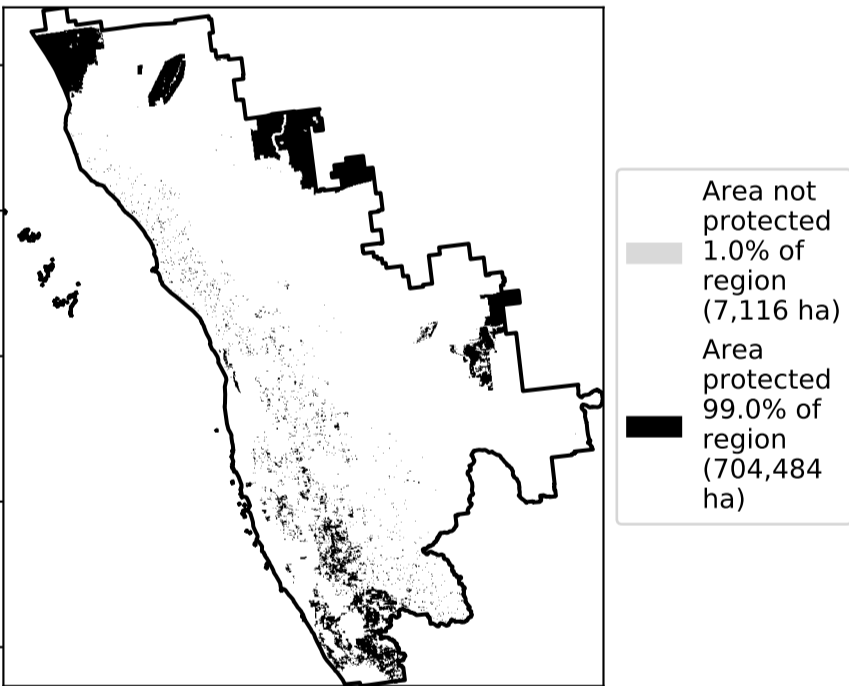 Area not
protected
1.0% of
region
(7,116 ha)
Area
protected
99.0% of
region
(704,484
ha)